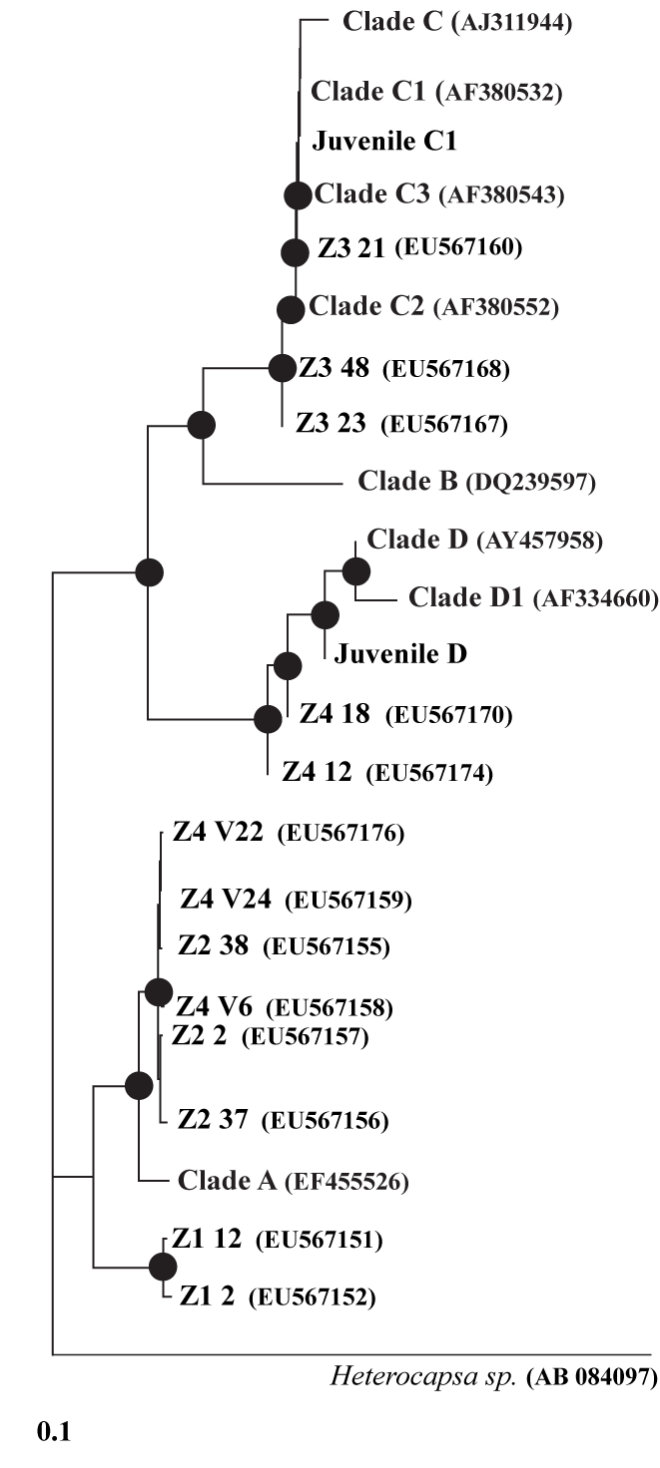 Clade C (AJ311944)
Clade C1 (AF380532)
Juvenile C1
Clade C3 (AF380543)
Z3 21 (EU567160)
Clade C2 (AF380552)
Z3 48 (EU567168)
Z3 23 (EU567167)
Clade B (DQ239597)
Clade D (AY457958)
Clade D1 (AF334660)
Juvenile D
Z4 18 (EU567170)
Z4 12 (EU567174)
Z4 V22 (EU567176)
Z4 V24 (EU567159)
Z2 38 (EU567155)
Z4 V6 (EU567158)
Z2 2 (EU567157)
Z2 37 (EU567156)
Clade A (EF455526)
Z1 12 (EU567151)
Z1 2 (EU567152)
Heterocapsa sp. (AB 084097)
0.1